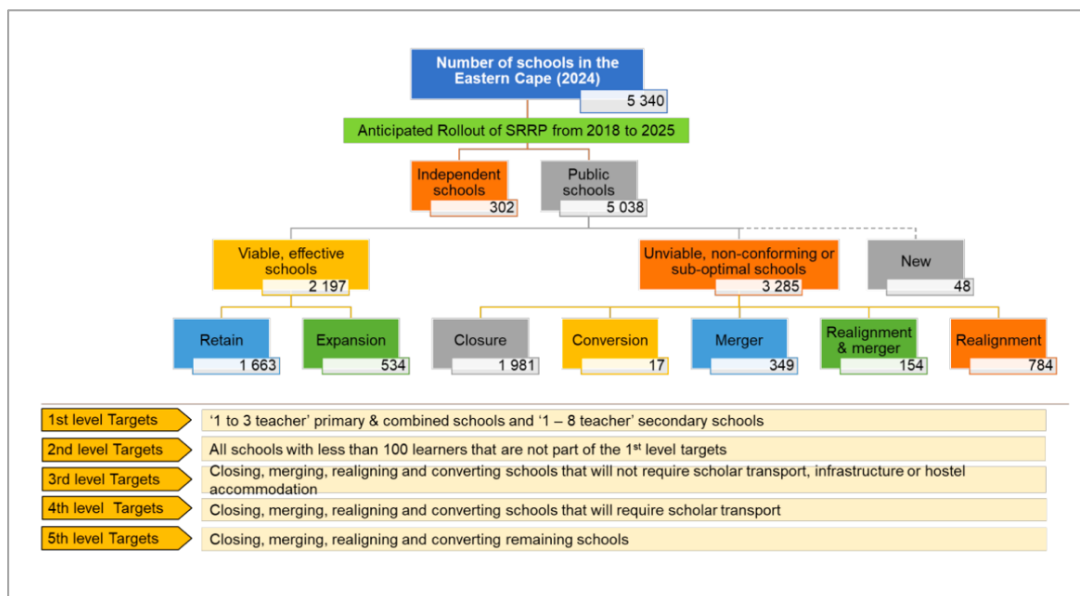 Number of schools in the
Eastern Cape (2024)
5 340
Anticipated Rollout of SRRP from 2018 to 2025
Independent
schools
302
Public
schools
5 038
Viable, effective
schools
2 197
Unviable, non-conforming or
sub-optimal schools
3 285
New
48
Retain
1 663
Expansion
534
Closure
1 981
Conversion
17
Merger
349
Realignment
& merger
154
Realignment
784
1st level Targets
‘1 to 3 teacher’ primary & combined schools and ‘1 – 8 teacher’ secondary schools
2nd level Targets
All schools with less than 100 learners that are not part of the 1st level targets
3rd level Targets
Closing, merging, realigning and converting schools that will not require scholar transport, infrastructure or hostel
accommodation
4th level Targets
Closing, merging, realigning and converting schools that will require scholar transport
5th level Targets
Closing, merging, realigning and converting remaining schools